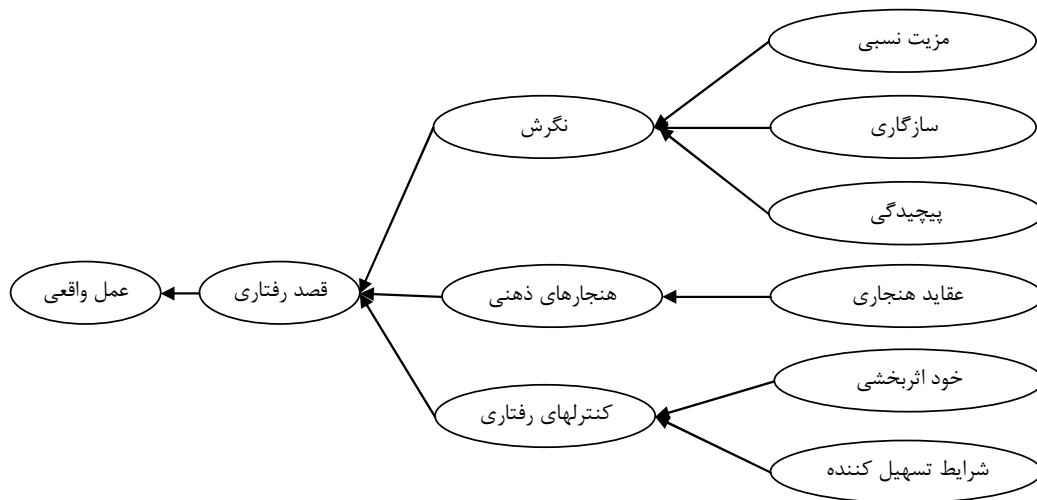 مزیت نسبی
نگرش
سازگاری
پیچیدگی
عقاید هنجاری
هنجارهای ذهنی
قصد رفتاری
عمل واقعی
خود اثربخشی
کنترلهای رفتاری
شرایط تسهیل کننده